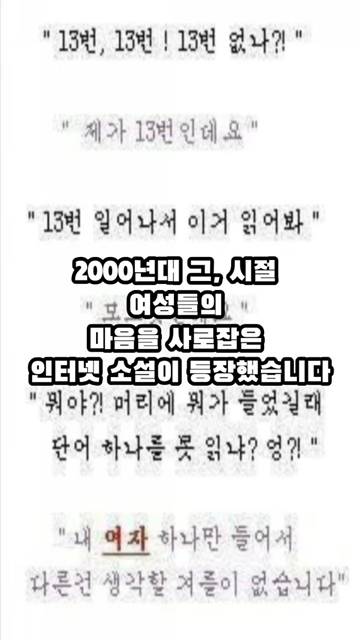 " 13번, 13번 ! 13번 없나?! "
" 제가 13번인데요 "
" 13번 일어나서 이거 읽어봐 "
2000년대 그, 시절
여성들의
마음을 사로잡은
인터넷 소설이 등장했습니다
" 뭐야?! 머리에 뭐가 들었길래
단어 하나를 못 읽냐? 엉?! "
" 내 여자 하나만 들어서
다른건 생각할 겨를이 없습니다"